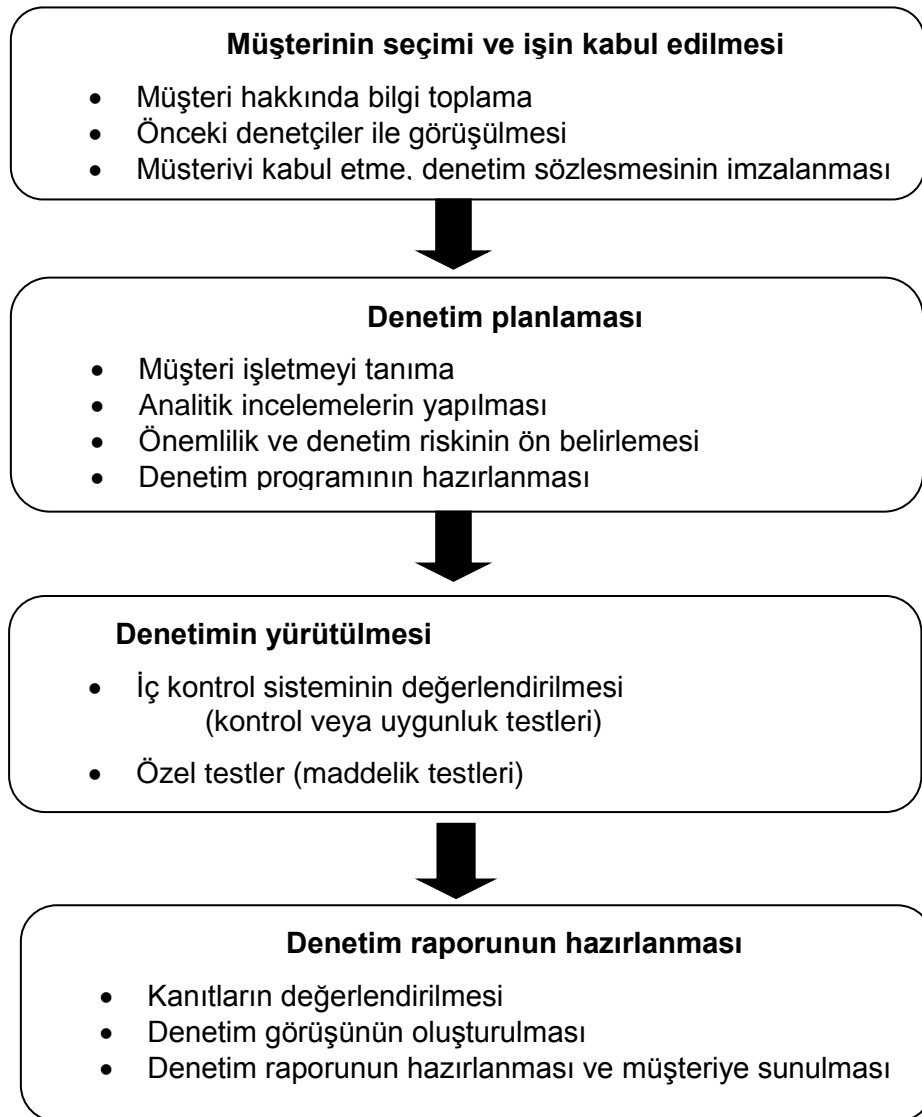 Müşterinin seçimi ve işin kabul edilmesi
• Müşteri hakkında bilgi toplama
• Önceki denetçiler ile görüşülmesi
• Müşteriyi kabul etme, denetim sözleşmesinin imzalanması
Denetim planlaması
• Müşteri işletmeyi tanıma
• Analitik incelemelerin yapılması
• Önemlilik ve denetim riskinin ön belirlemesi
• Denetim programının hazırlanması
Denetimin yürütülmesi
• İç kontrol sisteminin değerlendirilmesi
(kontrol veya uygunluk testleri)
• Özel testler (maddelik testleri)
Denetim raporunun hazırlanması
• Kanıtların değerlendirilmesi
• Denetim görüşünün oluşturulması
• Denetim raporunun hazırlanması ve müşteriye sunulması